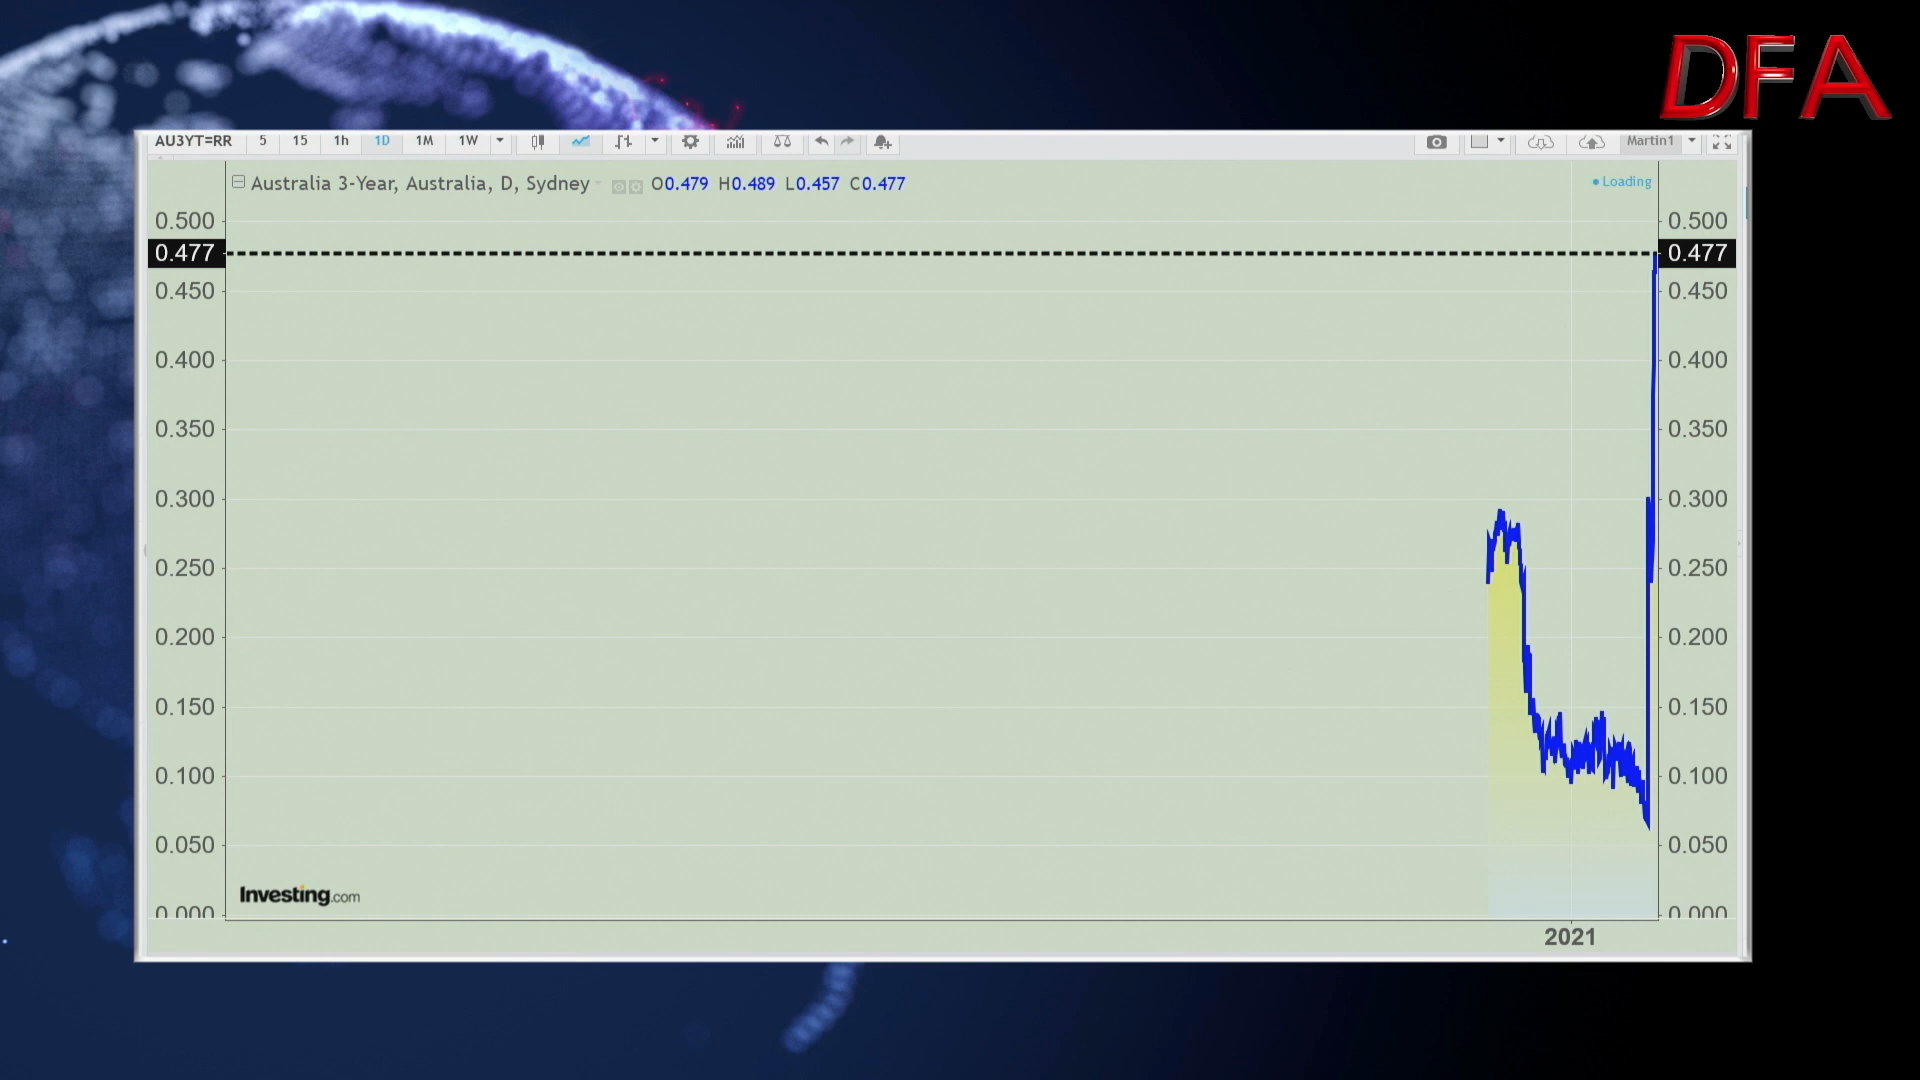 DFA
AU3YT=RR 5 15 1h 1D 1M 1W Martin1
Australia 3-Year, Australia, D, Sydney O0.479 H0.489 L0.457 C0.477
Loading
0.500 0.500
0.477 0.477
0.450 0.450
0.400 0.400
0.350 0.350
0.300 0.300
0.250 0.250
0.200 0.200
0.150 0.150
0.100 0.100
0.050 0.050
Investing.com
0.000 0.000
2021